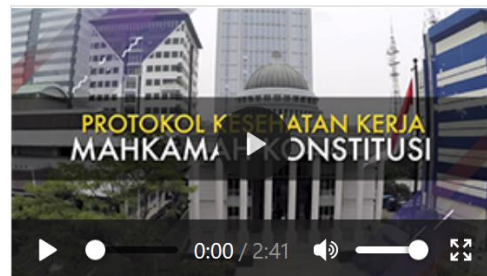 PROTOKOL KESEHATAN KERJA
MAHKAMAH KONSTITUSI
0:00 / 2:41